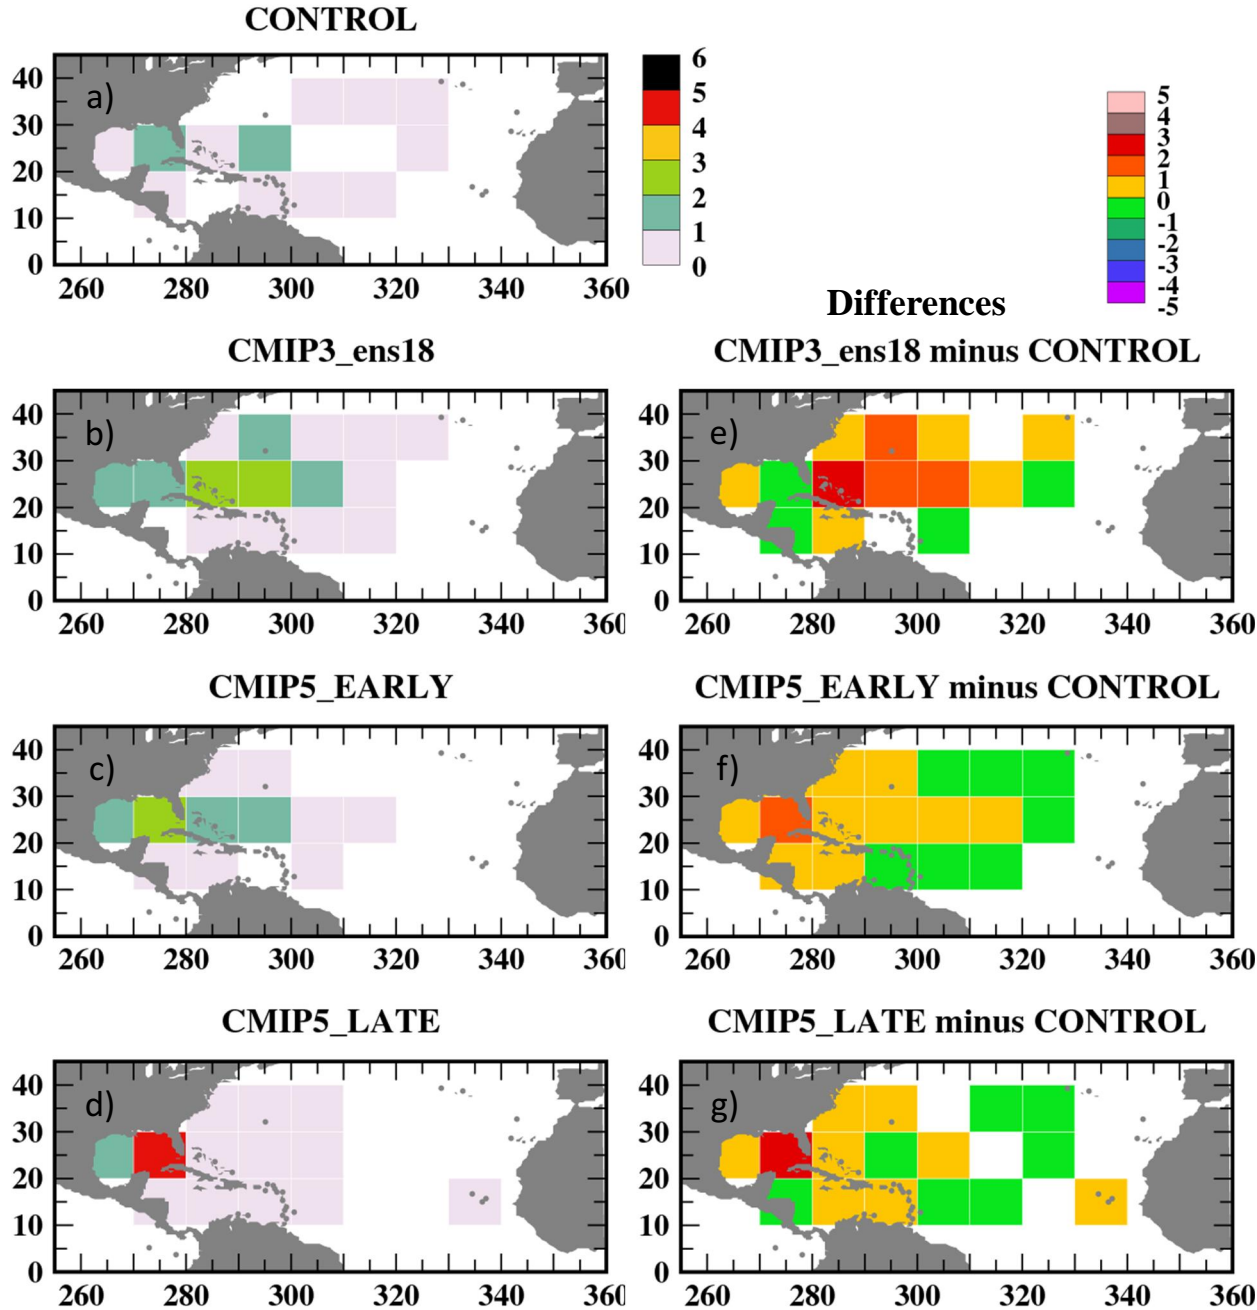 CONTROL
a)
40
30
20
10
0
260 280 300 320 340 360
6
5
4
3
2
1
0
5
4
3
2
1
0
-1
-2
-3
-4
-5
Differences
CMIP3_ens18
b)
40
30
20
10
0
260 280 300 320 340 360
CMIP3_ens18 minus CONTROL
e)
40
30
20
10
0
260 280 300 320 340 360
CMIP5_EARLY
c)
40
30
20
10
0
260 280 300 320 340 360
CMIP5_EARLY minus CONTROL
f)
40
30
20
10
0
260 280 300 320 340 360
CMIP5_LATE
d)
40
30
20
10
0
260 280 300 320 340 360
CMIP5_LATE minus CONTROL
g)
40
30
20
10
0
260 280 300 320 340 360